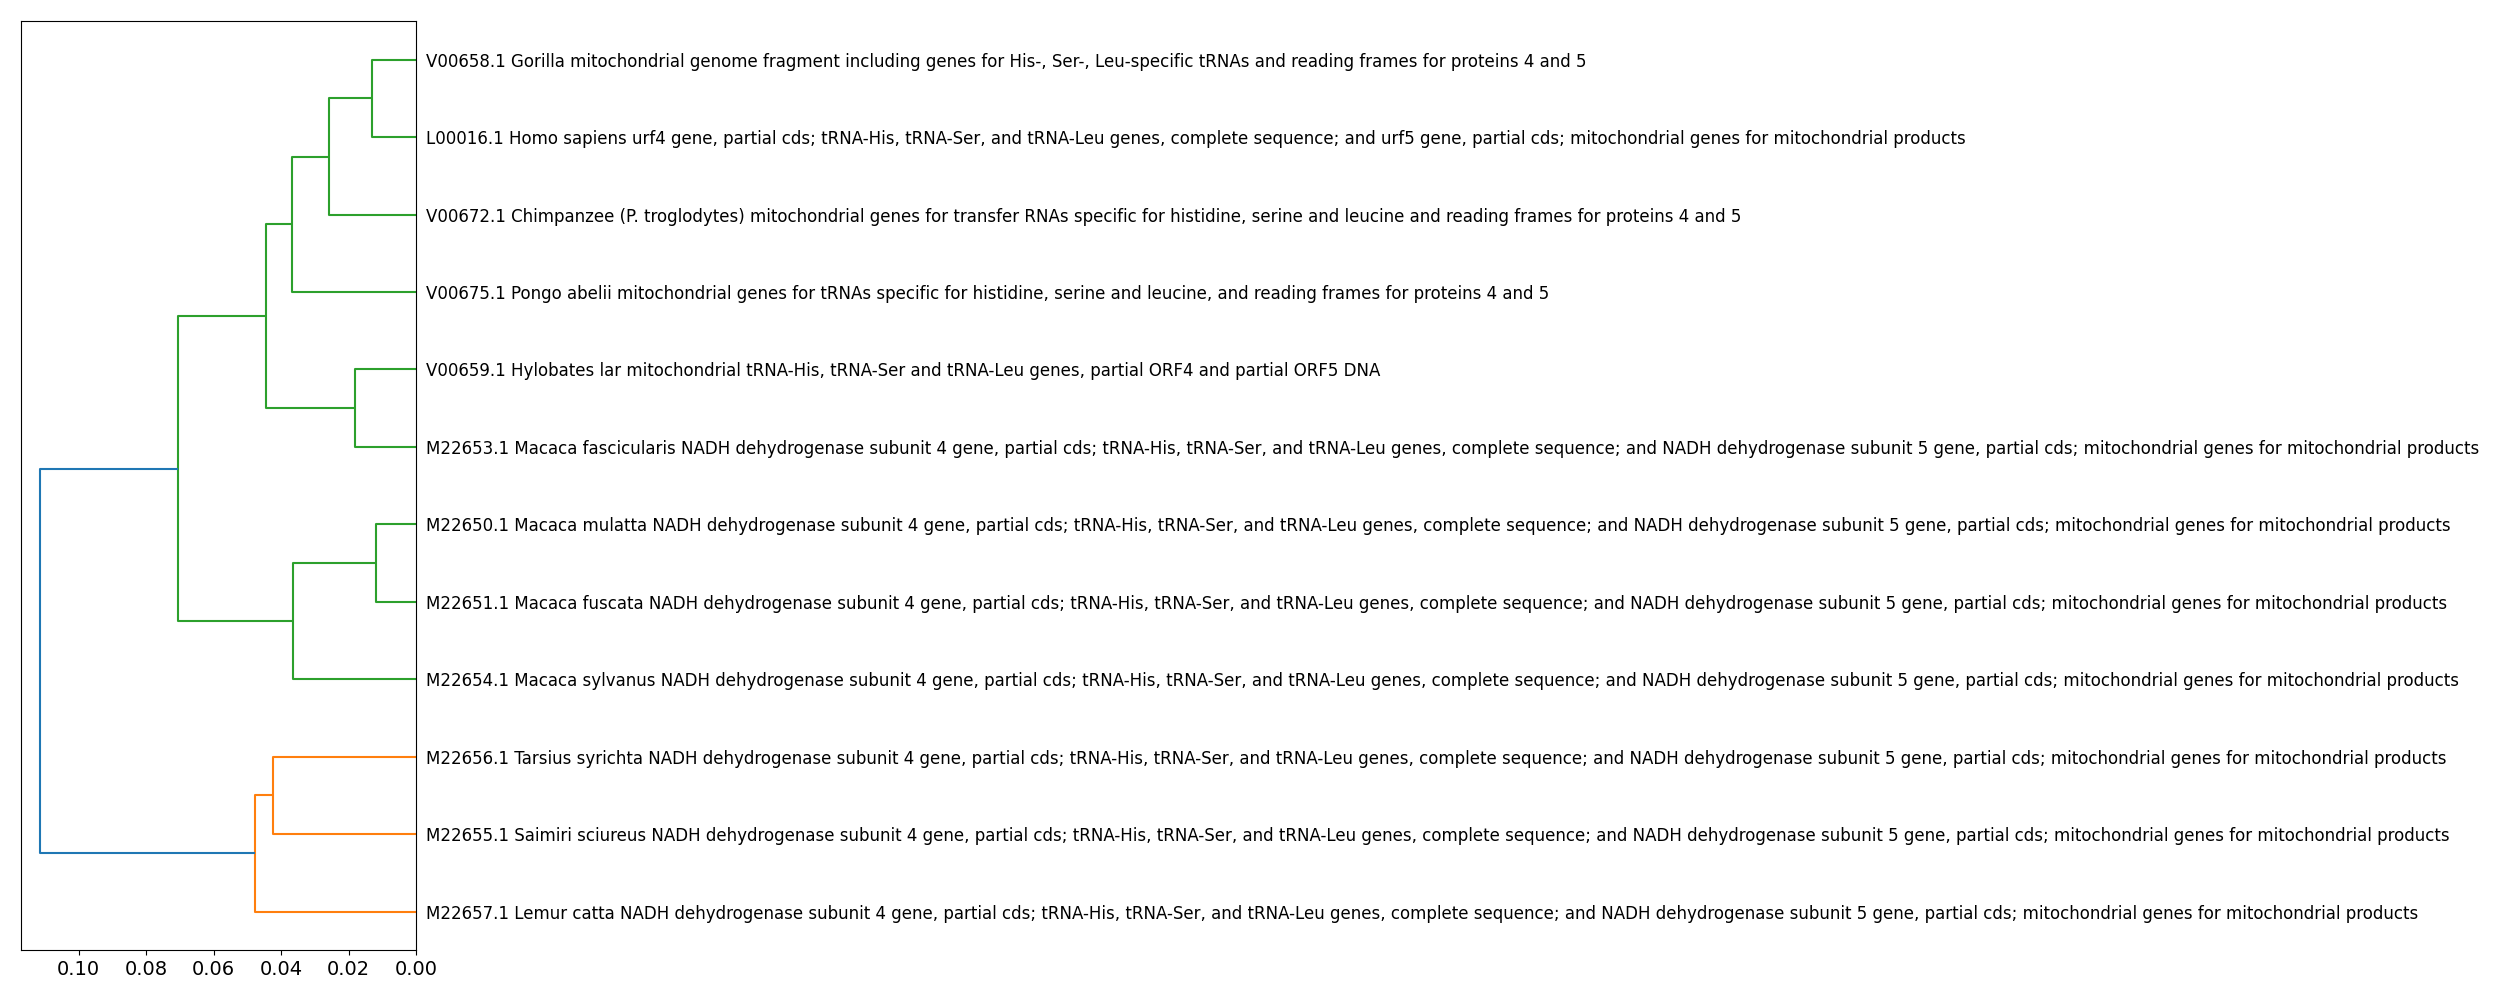 V00658.1 Gorilla mitochondrial genome fragment including genes for His-, Ser-, Leu-specific tRNAs and reading frames for proteins 4 and 5
L00016.1 Homo sapiens urf4 gene, partial cds; tRNA-His, tRNA-Ser, and tRNA-Leu genes, complete sequence; and urf5 gene, partial cds; mitochondrial genes for mitochondrial products
V00672.1 Chimpanzee (P. troglodytes) mitochondrial genes for transfer RNAs specific for histidine, serine and leucine and reading frames for proteins 4 and 5
V00675.1 Pongo abelii mitochondrial genes for tRNAs specific for histidine, serine and leucine, and reading frames for proteins 4 and 5
V00659.1 Hylobates lar mitochondrial tRNA-His, tRNA-Ser and tRNA-Leu genes, partial ORF4 and partial ORF5 DNA
M22653.1 Macaca fascicularis NADH dehydrogenase subunit 4 gene, partial cds; tRNA-His, tRNA-Ser, and tRNA-Leu genes, complete sequence; and NADH dehydrogenase subunit 5 gene, partial cds; mitochondrial genes for mitochondrial products
M22650.1 Macaca mulatta NADH dehydrogenase subunit 4 gene, partial cds; tRNA-His, tRNA-Ser, and tRNA-Leu genes, complete sequence; and NADH dehydrogenase subunit 5 gene, partial cds; mitochondrial genes for mitochondrial products
M22651.1 Macaca fuscata NADH dehydrogenase subunit 4 gene, partial cds; tRNA-His, tRNA-Ser, and tRNA-Leu genes, complete sequence; and NADH dehydrogenase subunit 5 gene, partial cds; mitochondrial genes for mitochondrial products
M22654.1 Macaca sylvanus NADH dehydrogenase subunit 4 gene, partial cds; tRNA-His, tRNA-Ser, and tRNA-Leu genes, complete sequence; and NADH dehydrogenase subunit 5 gene, partial cds; mitochondrial genes for mitochondrial products
M22656.1 Tarsius syrichta NADH dehydrogenase subunit 4 gene, partial cds; tRNA-His, tRNA-Ser, and tRNA-Leu genes, complete sequence; and NADH dehydrogenase subunit 5 gene, partial cds; mitochondrial genes for mitochondrial products
M22655.1 Saimiri sciureus NADH dehydrogenase subunit 4 gene, partial cds; tRNA-His, tRNA-Ser, and tRNA-Leu genes, complete sequence; and NADH dehydrogenase subunit 5 gene, partial cds; mitochondrial genes for mitochondrial products
M22657.1 Lemur catta NADH dehydrogenase subunit 4 gene, partial cds; tRNA-His, tRNA-Ser, and tRNA-Leu genes, complete sequence; and NADH dehydrogenase subunit 5 gene, partial cds; mitochondrial genes for mitochondrial products
0.10 0.08 0.06 0.04 0.02 0.00